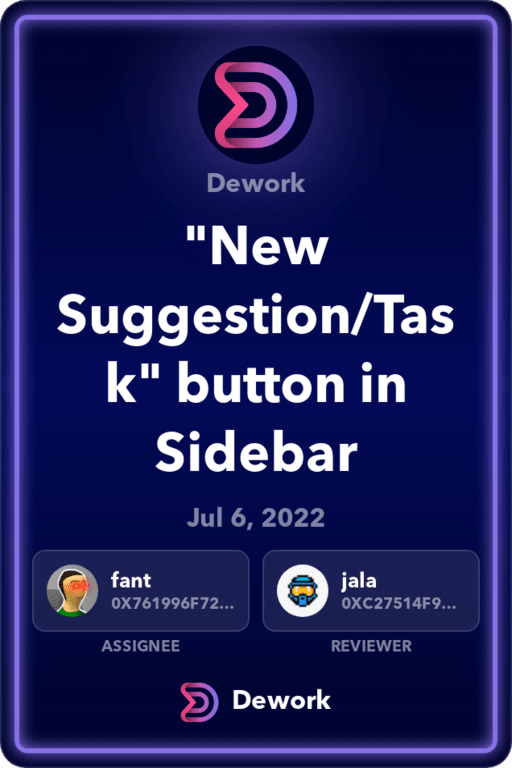 Dework
"New
Suggestion/Tas
k" button in
Sidebar
Jul 6, 2022
fant
0X761996F72...
jala
0XC27514F9...
ASSIGNEE
REVIEWER
Dework